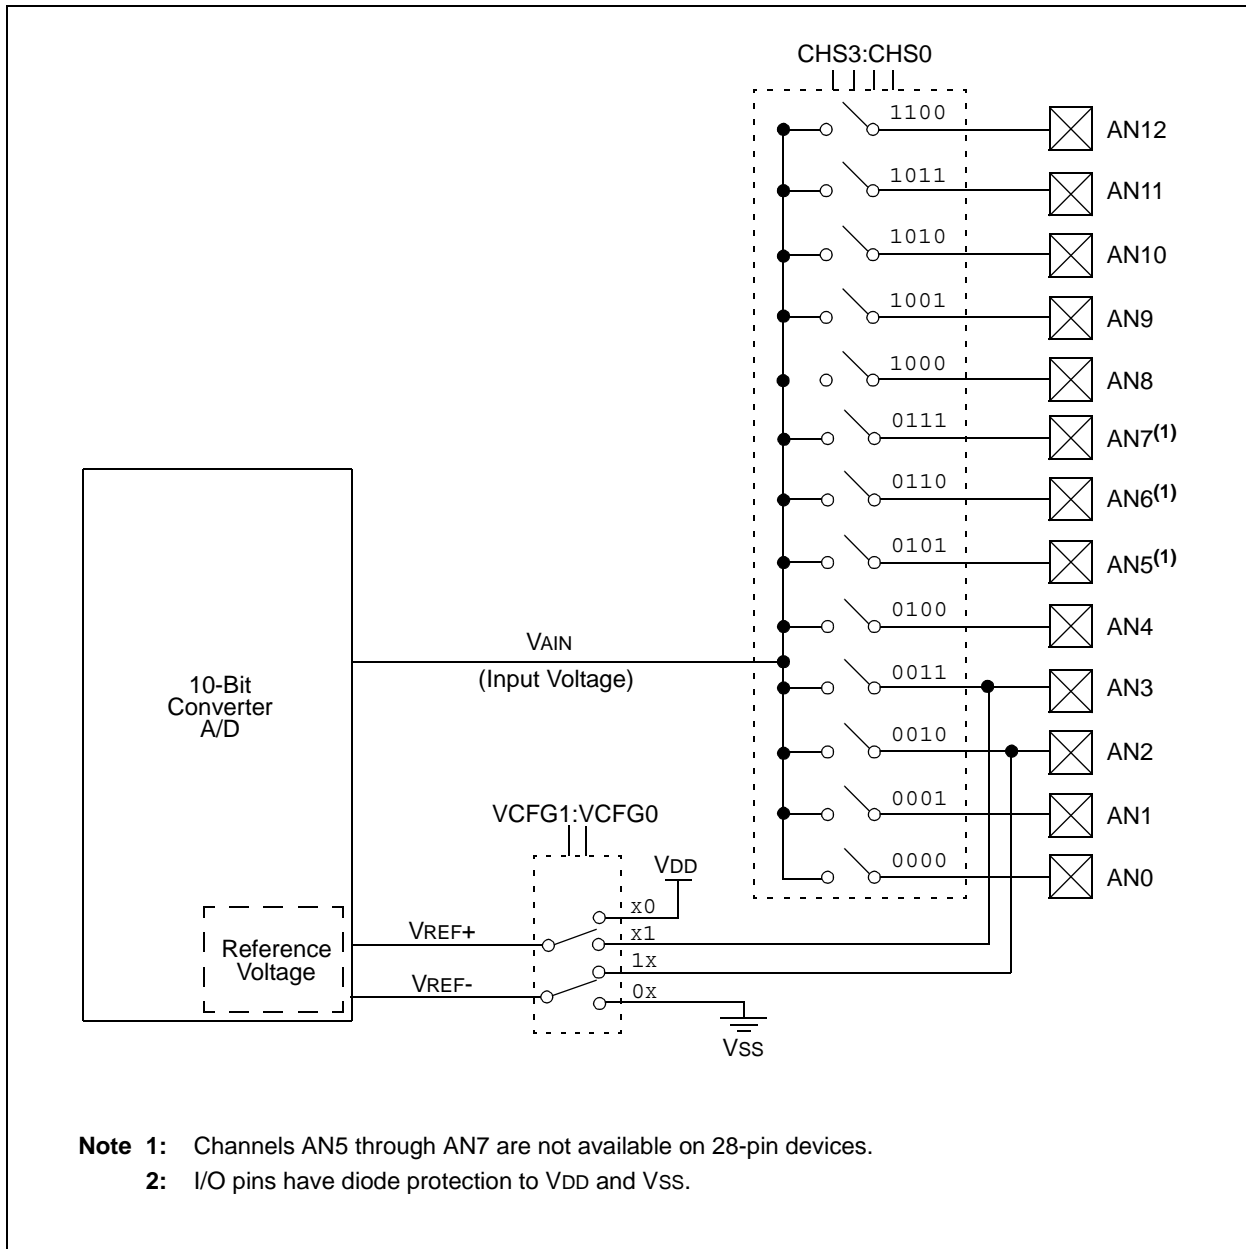 CHS3:CHS0
1100 AN12
1011 AN11
1010 AN10
1001 AN9
1000 AN8
0111 AN7(1)
0110 AN6(1)
0101 AN5(1)
0100 AN4
VAIN
(Input Voltage)
0011 AN3
10-Bit
Converter
A/D
0010 AN2
0001 AN1
VCFG1:VCFG0
0000 AN0
VDD
x0
VREF+
x1
Reference
Voltage
1x
VREF-
0x
VSS
Note 1: Channels AN5 through AN7 are not available on 28-pin devices.
2: I/O pins have diode protection to VDD and VSS.